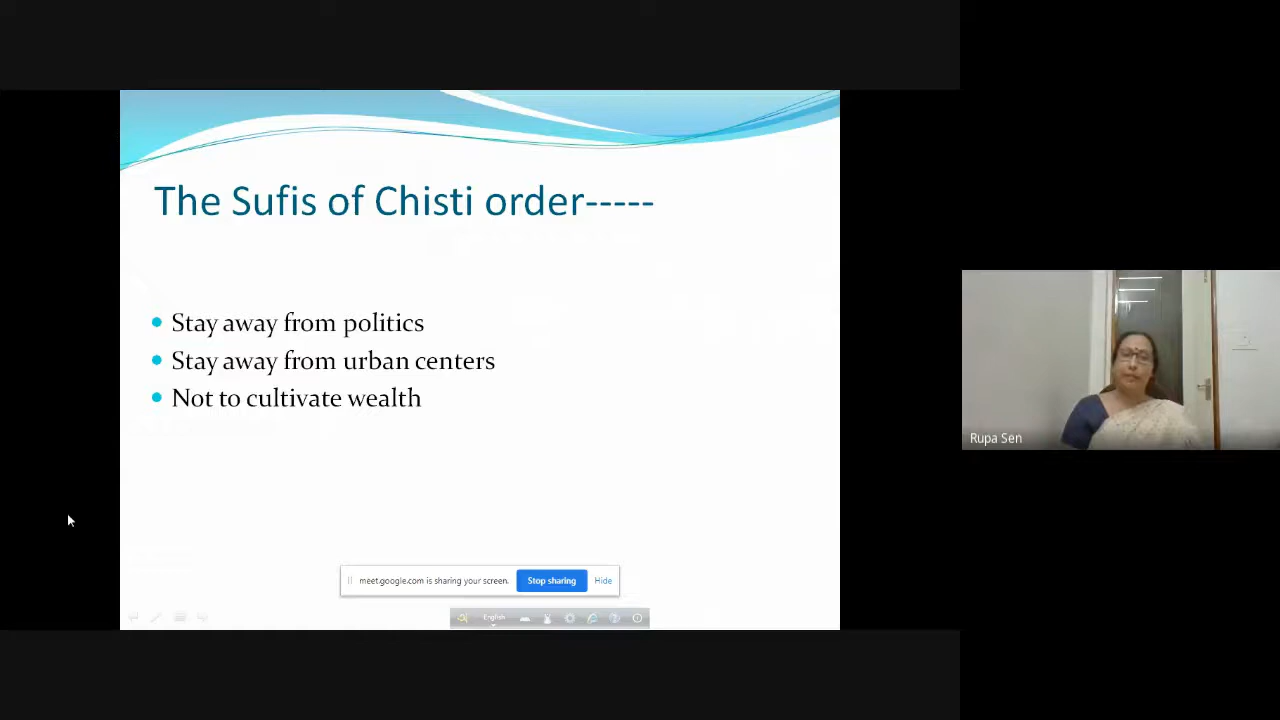 The Sufis of Chisti order-----
Stay away from politics
Stay away from urban centers
Not to cultivate wealth
Rupa Sen
meet.google.com is sharing your screen. Stop sharing Hide
English